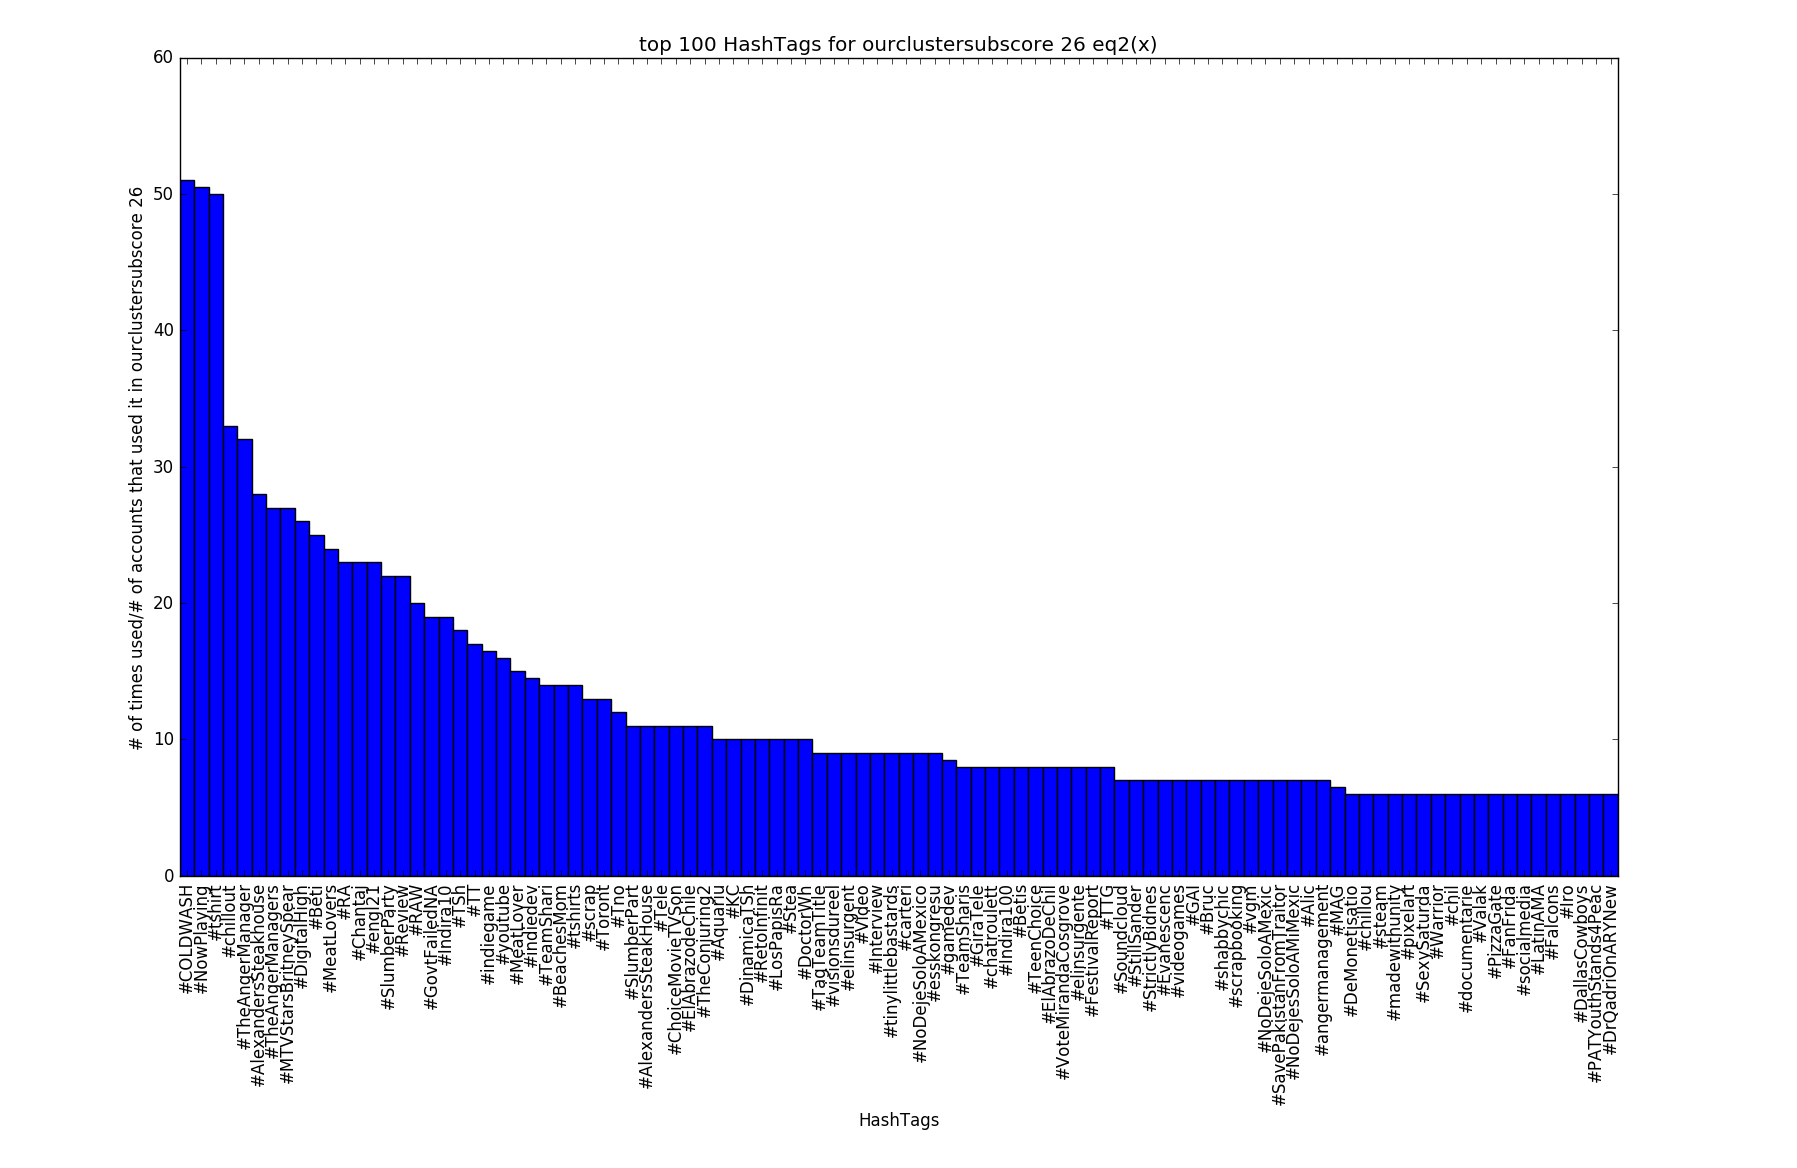 top 100 HashTags for ourclustersubscore 26 eq2(x)
# of times used/# of accounts that used it in ourclustersubscore 26
60
50
40
30
20
10
0
#COLDWASH
#NowPlaying
#tshirt
#chillout
#TheAngerManager
#AlexandersSteakhouse
#TheAngerManagers
#MTVStarsBritneySpear
#DigitalHigh
#Beti
#MeatLovers
#RA
#Chantaj
#engl21
#SlumberParty
#Review
#RAW
#GovtFailedNA
#Indira10
#TSh
#TT
#indiegame
#youtube
#MeatLover
#indiedev
#TeamShari
#BeachesMom
#tshirts
#scrap
#Tiont
#Tno
#SlumberPart
#AlexandersSteakHouse
#Tele
#ChoiceMovieTVSon
#ElAbrazodeChile
#TheConjuring2
#Aquariu
#KC
#DinamicaTSh
#RetoInfinit
#LosPapisRa
#Stea
#DoctorWh
#TagTeamTitle
#visionsdureel
#elinsurgent
#Video
#Interview
#tinylittlebastards
#carteri
#NoDejeSoloAMexico
#esskongresu
#gamedev
#TeamSharis
#GiraTele
#chatroulett
#Indira100
#Betis
#TeenChoice
#ElAbrazoDeChil
#VoteMirandaCosgrove
#elinsurgente
#FestivalReport
#TTG
#Soundcloud
#StillSander
#StrictlyBidnes
#Evanescenc
#videogames
#GAI
#Bruc
#shabbychic
#scrapbooking
#vgm
#NoDejeSoloAMexic
#SavePakistanFromTraitor
#NoDejesSoloAMiMexic
#Alic
#angermanagement
#MAG
#DeMonetisatio
#chillou
#steam
#madewithunity
#pixelart
#SexySaturda
#Warrior
#chil
#documentarie
#Valak
#PizzaGate
#FanFrida
#socialmedia
#LatinAMA
#Falcons
#Iro
#DallasCowboys
#PATYouthStands4Peac
#DrQadriOnARYNew
HashTags